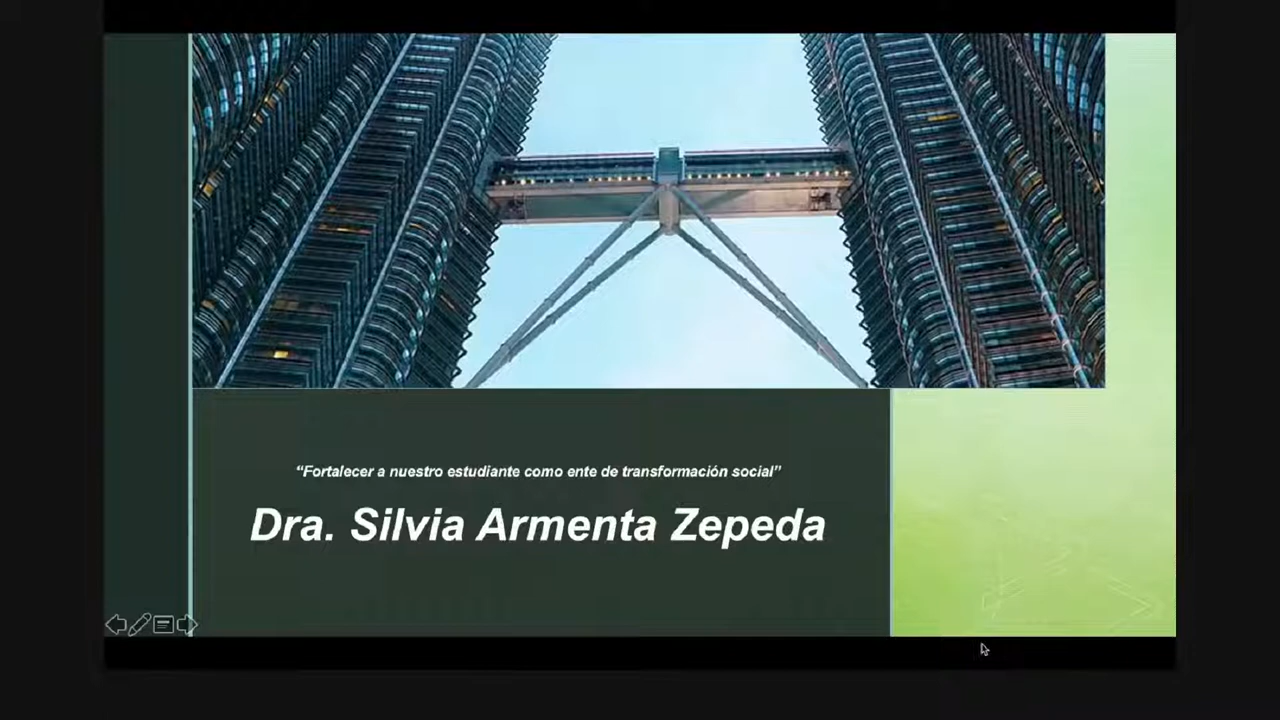 “Fortalecer a nuestro estudiante como ente de transformación social”
Dra. Silvia Armenta Zepeda